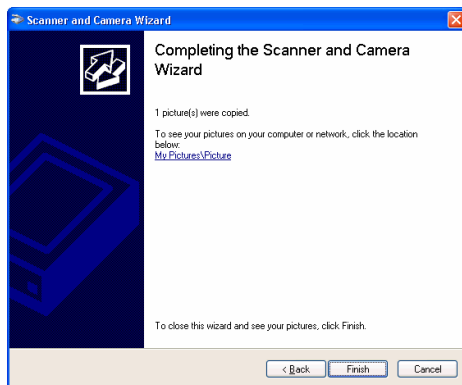 Scanner and Camera Wizard
Completing the Scanner and Camera
Wizard
1 picture(s) were copied.
To see your pictures on your computer or network, click the location
below:
My Pictures\Picture
To close this wizard and see your pictures, click Finish.
< Back Finish Cancel